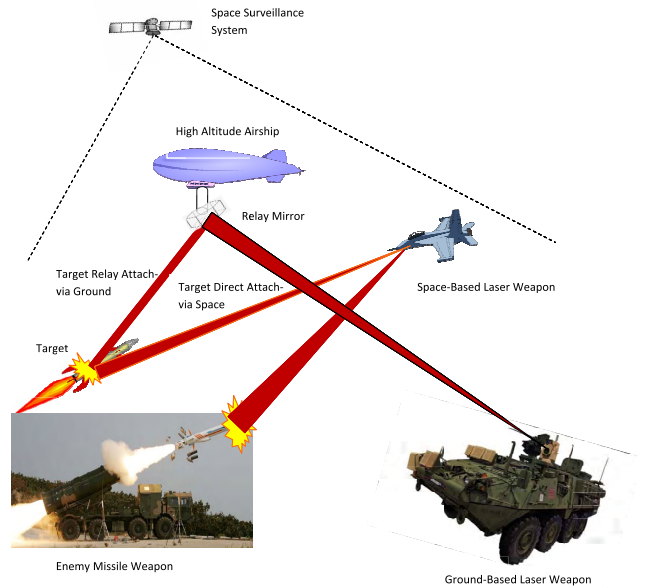 Space Surveillance
System
High Altitude Airship
Relay Mirror
Target Relay Attach-
via Ground
Target Direct Attach-
via Space
Space-Based Laser Weapon
Target
Enemy Missile Weapon
Ground-Based Laser Weapon